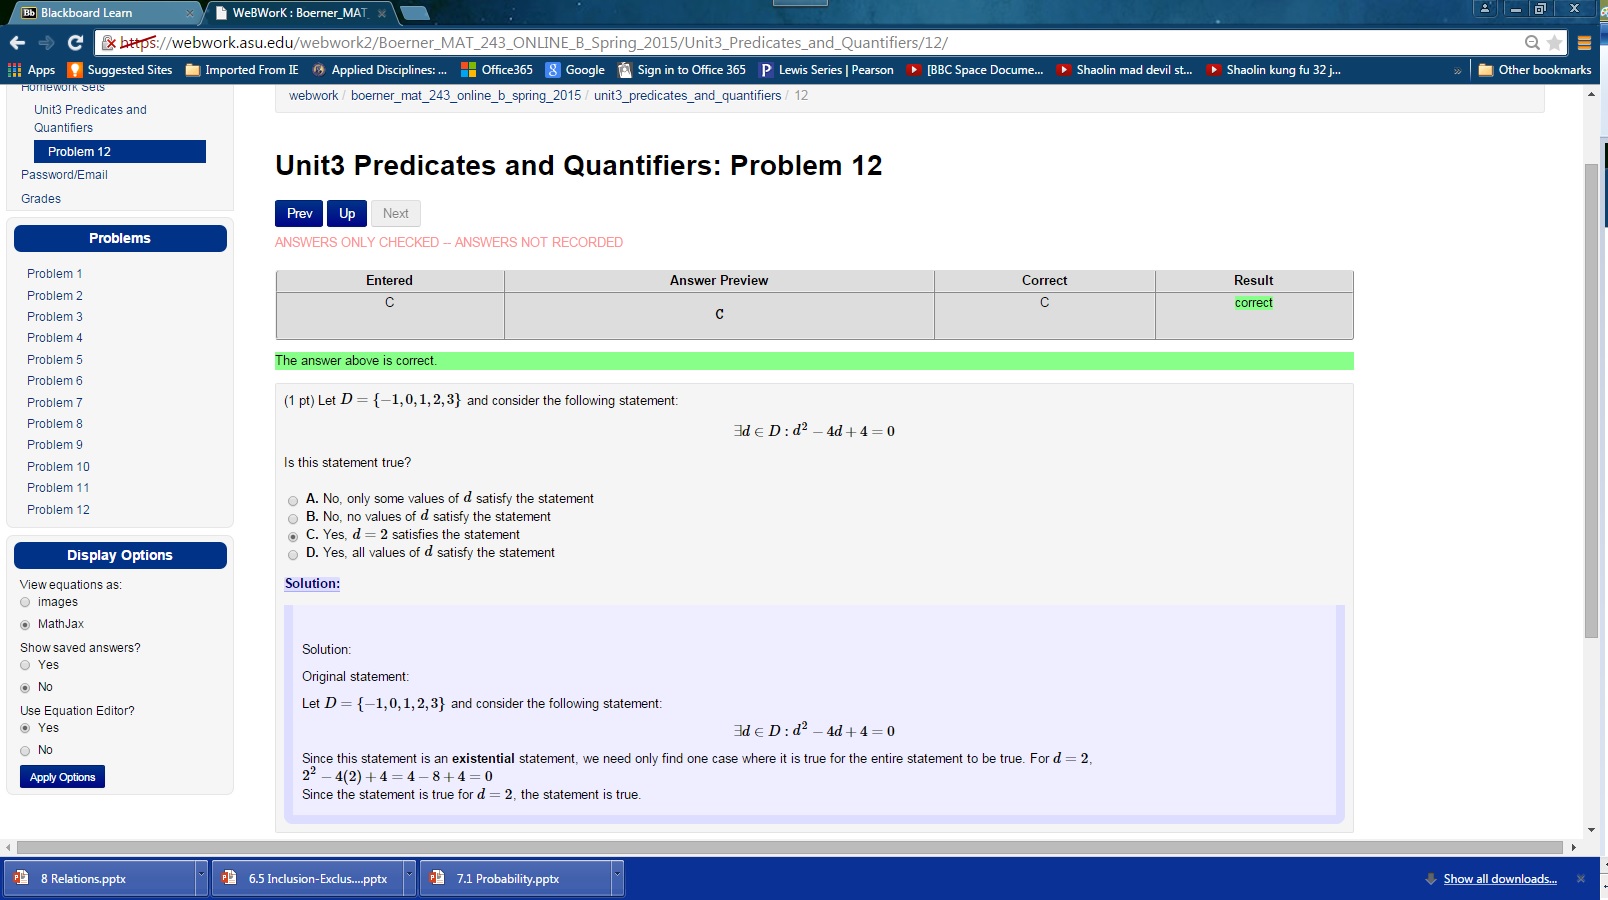 Blackboard Learn
WeBWorK : Boerner_MAT_
https://webwork.asu.edu/webwork2/Boerner_MAT_243_ONLINE_B_Spring_2015/Unit3_Predicates_and_Quantifiers/12/
Apps Suggested Sites Imported From IE Applied Disciplines: ... Office365 Google Sign in to Office 365 Lewis Series | Pearson [BBC Space Docume... Shaolin mad devil st... Shaolin kung fu 32 j... » Other bookmarks
Homework Sets
Unit3 Predicates and
Quantifiers
Problem 12
Password/Email
Grades
Problems
Problem 1
Problem 2
Problem 3
Problem 4
Problem 5
Problem 6
Problem 7
Problem 8
Problem 9
Problem 10
Problem 11
Problem 12
Display Options
View equations as:
images
MathJax
Show saved answers?
Yes
No
Use Equation Editor?
Yes
No
Apply Options
webwork / boerner_mat_243_online_b_spring_2015 / unit3_predicates_and_quantifiers / 12
Unit3 Predicates and Quantifiers: Problem 12
Prev Up Next
ANSWERS ONLY CHECKED -- ANSWERS NOT RECORDED
Entered Answer Preview Correct Result
C C C correct
The answer above is correct.
(1 pt) Let D = {−1, 0, 1, 2, 3} and consider the following statement:
∃d ∈ D : d² − 4d + 4 = 0
Is this statement true?
A. No, only some values of d satisfy the statement
B. No, no values of d satisfy the statement
C. Yes, d = 2 satisfies the statement
D. Yes, all values of d satisfy the statement
Solution:
Solution:
Original statement:
Let D = {−1, 0, 1, 2, 3} and consider the following statement:
∃d ∈ D : d² − 4d + 4 = 0
Since this statement is an existential statement, we need only find one case where it is true for the entire statement to be true. For d = 2,
2² − 4(2) + 4 = 4 − 8 + 4 = 0
Since the statement is true for d = 2, the statement is true.
8 Relations.pptx 6.5 Inclusion-Exclus....pptx 7.1 Probability.pptx Show all downloads...